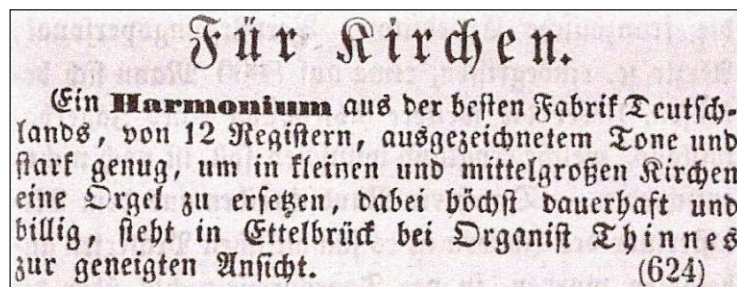 Für Kirchen.
Ein Harmonium aus der besten Fabrik Teutsch-
lands, von 12 Registern, ausgezeichnetem Tone und
stark genug, um in kleinen und mittelgroßen Kirchen
eine Orgel zu ersetzen, dabei höchst dauerhaft und
billig, steht in Ettelbrück bei Organist Thinnes
zur geneigten Ansicht. (624)